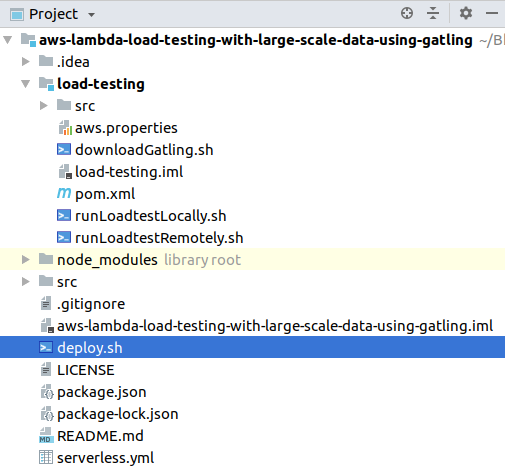 Project
aws-lambda-load-testing-with-large-scale-data-using-gatling ~/Bl
.idea
load-testing
src
aws.properties
downloadGatling.sh
load-testing.iml
pom.xml
runLoadtestLocally.sh
runLoadtestRemotely.sh
node_modules library root
src
.gitignore
aws-lambda-load-testing-with-large-scale-data-using-gatling.iml
deploy.sh
LICENSE
package.json
package-lock.json
README.md
serverless.yml